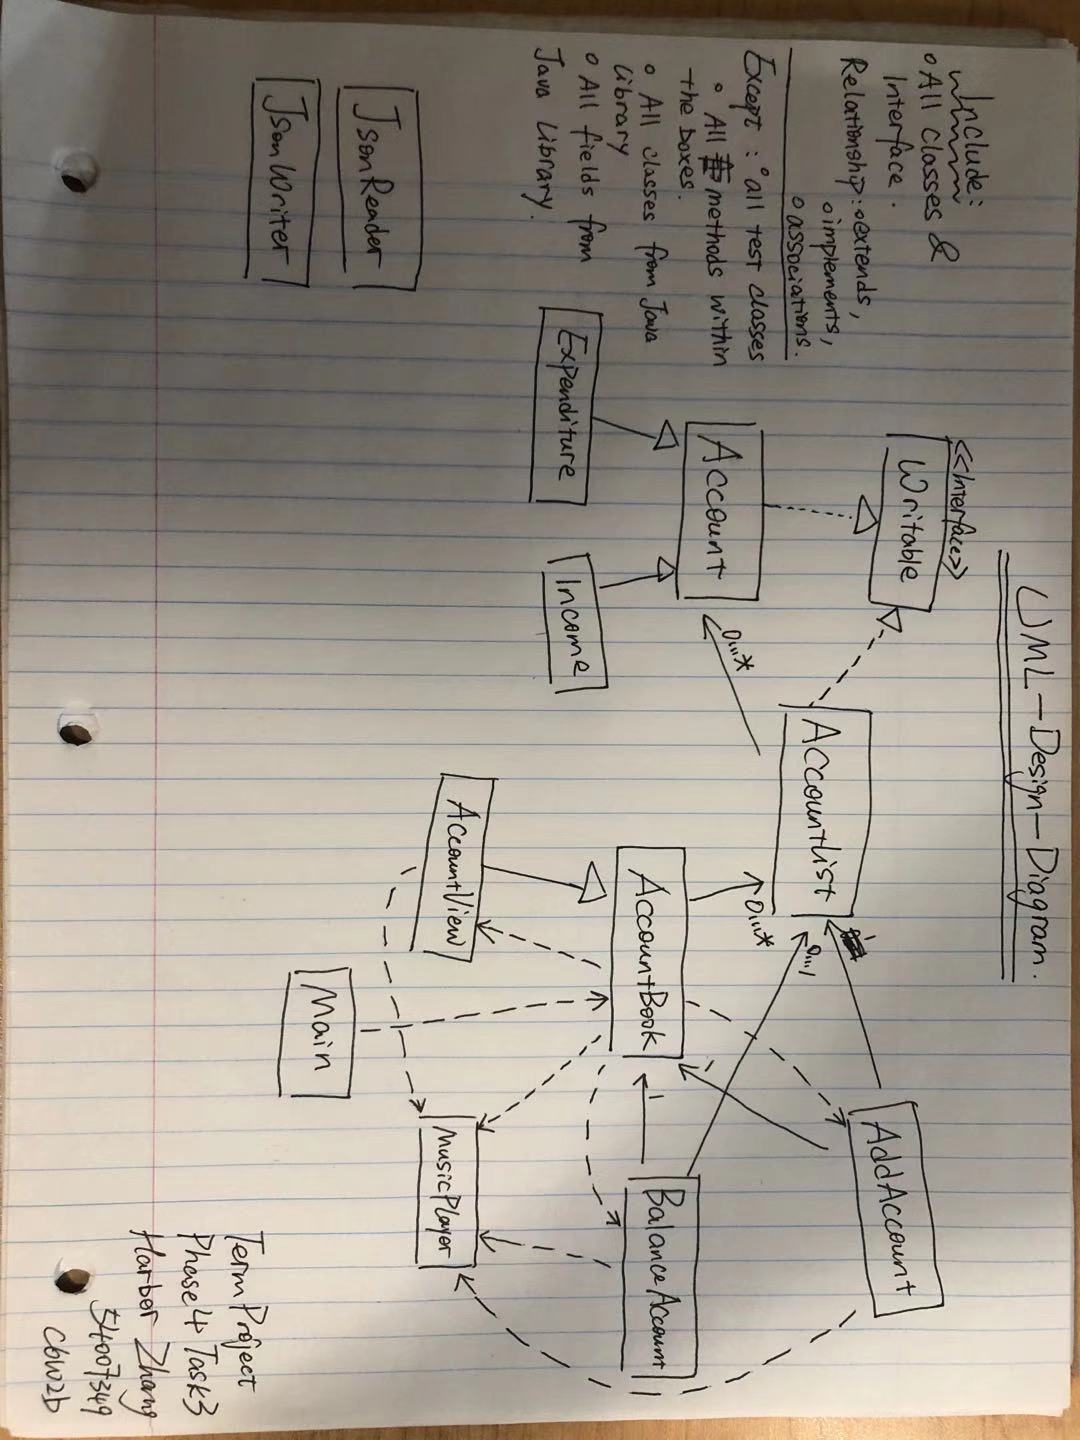 UML-Design-Diagram.
Include:
o All classes &
Interface.
Relationship: o extends,
o implements,
o associations.
Except : o all test classes
o All methods within
the boxes.
o All classes from Java
Library
o All fields from
Java Library.
<<Interface>>
Writable
AccountList
AddAccount
1
0...1
0...*
0...*
Account
AccountBook
1
BalanceAccount
Expenditure
Income
AccountView
MusicPlayer
JsonReader
Main
JsonWriter
Term Project
Phase4 Task3
Harbor Zhang
54007349
c6w2b